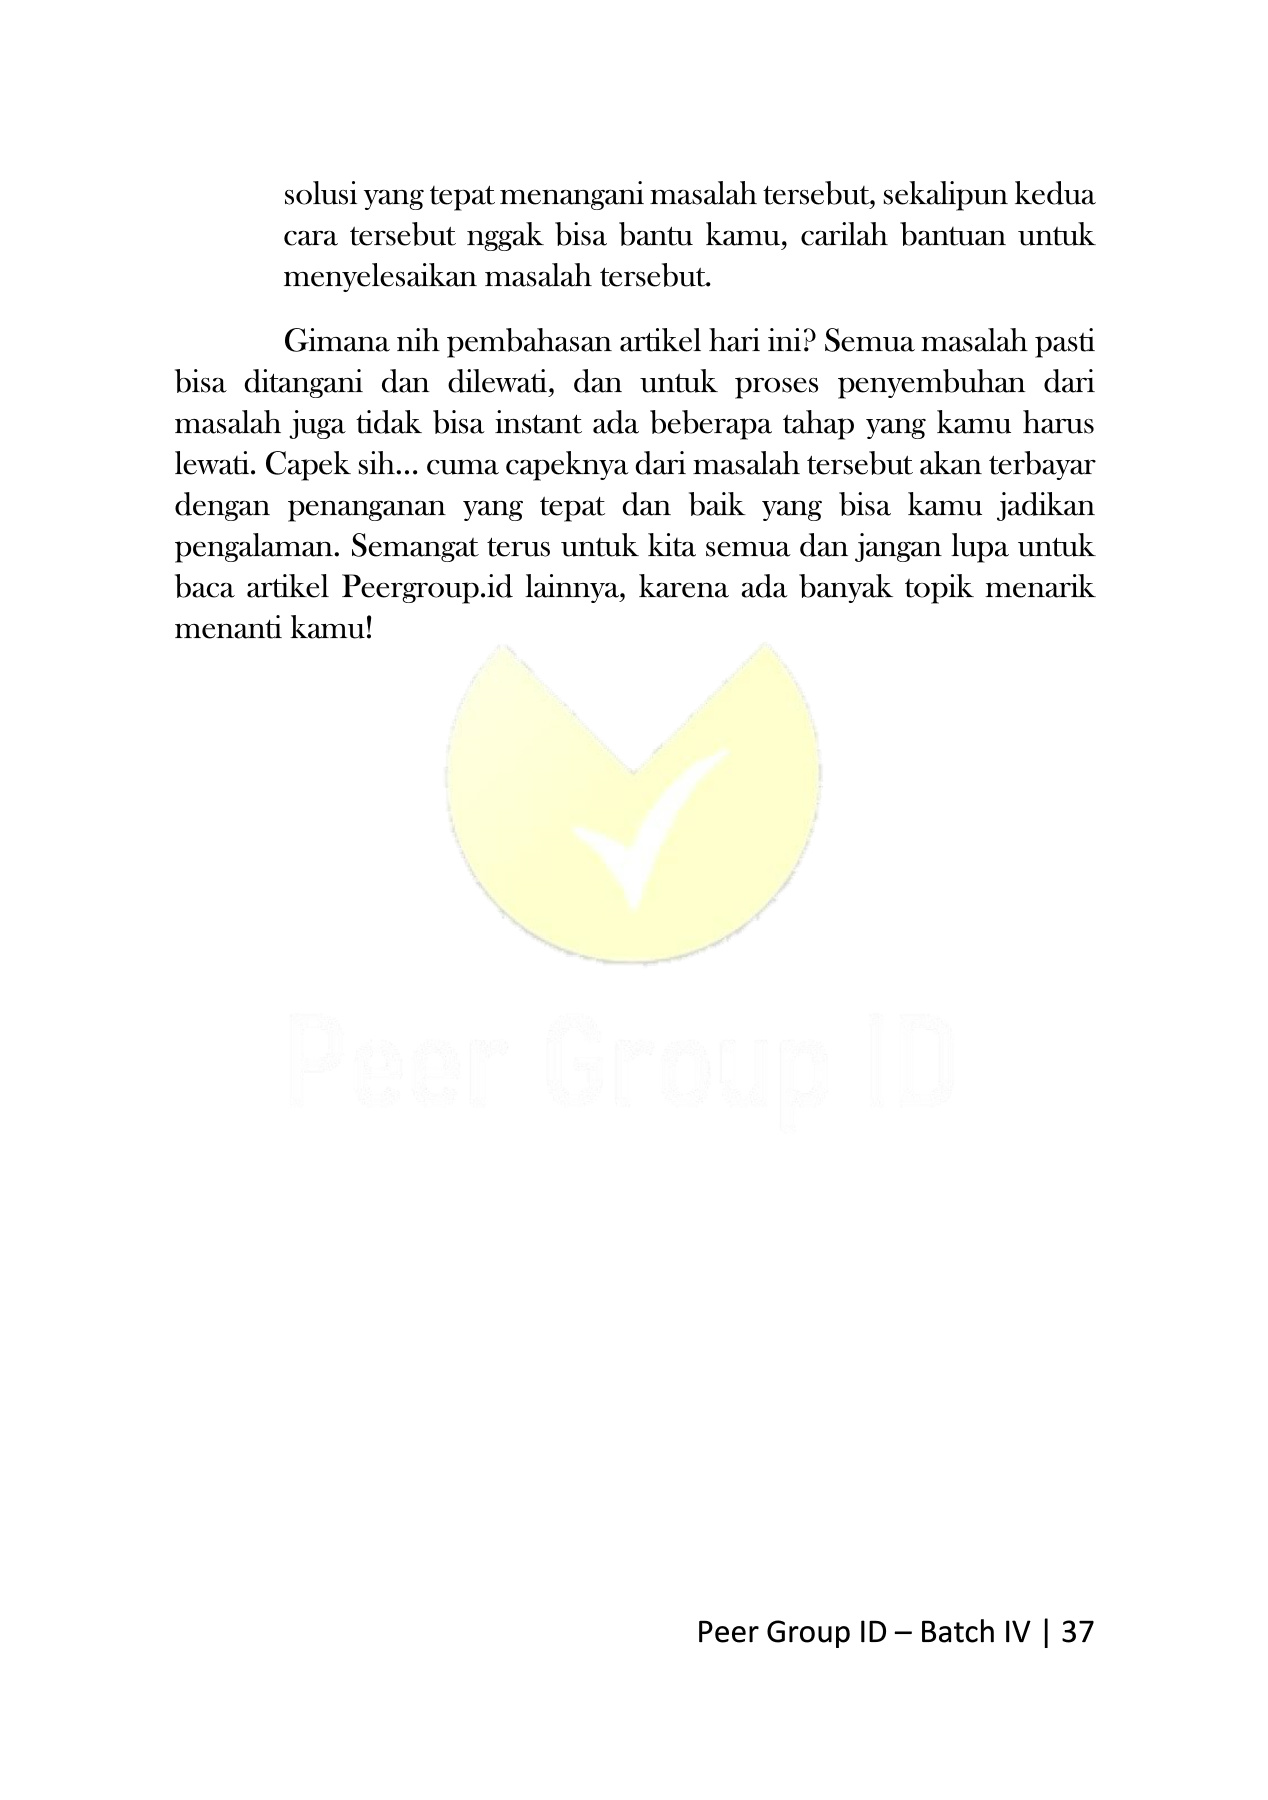 solusi yang tepat menangani masalah tersebut, sekalipun kedua
cara tersebut nggak bisa bantu kamu, carilah bantuan untuk
menyelesaikan masalah tersebut.
Gimana nih pembahasan artikel hari ini? Semua masalah pasti
bisa ditangani dan dilewati, dan untuk proses penyembuhan dari
masalah juga tidak bisa instant ada beberapa tahap yang kamu harus
lewati. Capek sih... cuma capeknya dari masalah tersebut akan terbayar
dengan penanganan yang tepat dan baik yang bisa kamu jadikan
pengalaman. Semangat terus untuk kita semua dan jangan lupa untuk
baca artikel Peergroup.id lainnya, karena ada banyak topik menarik
menanti kamu!
Peer Group ID
Peer Group ID – Batch IV | 37